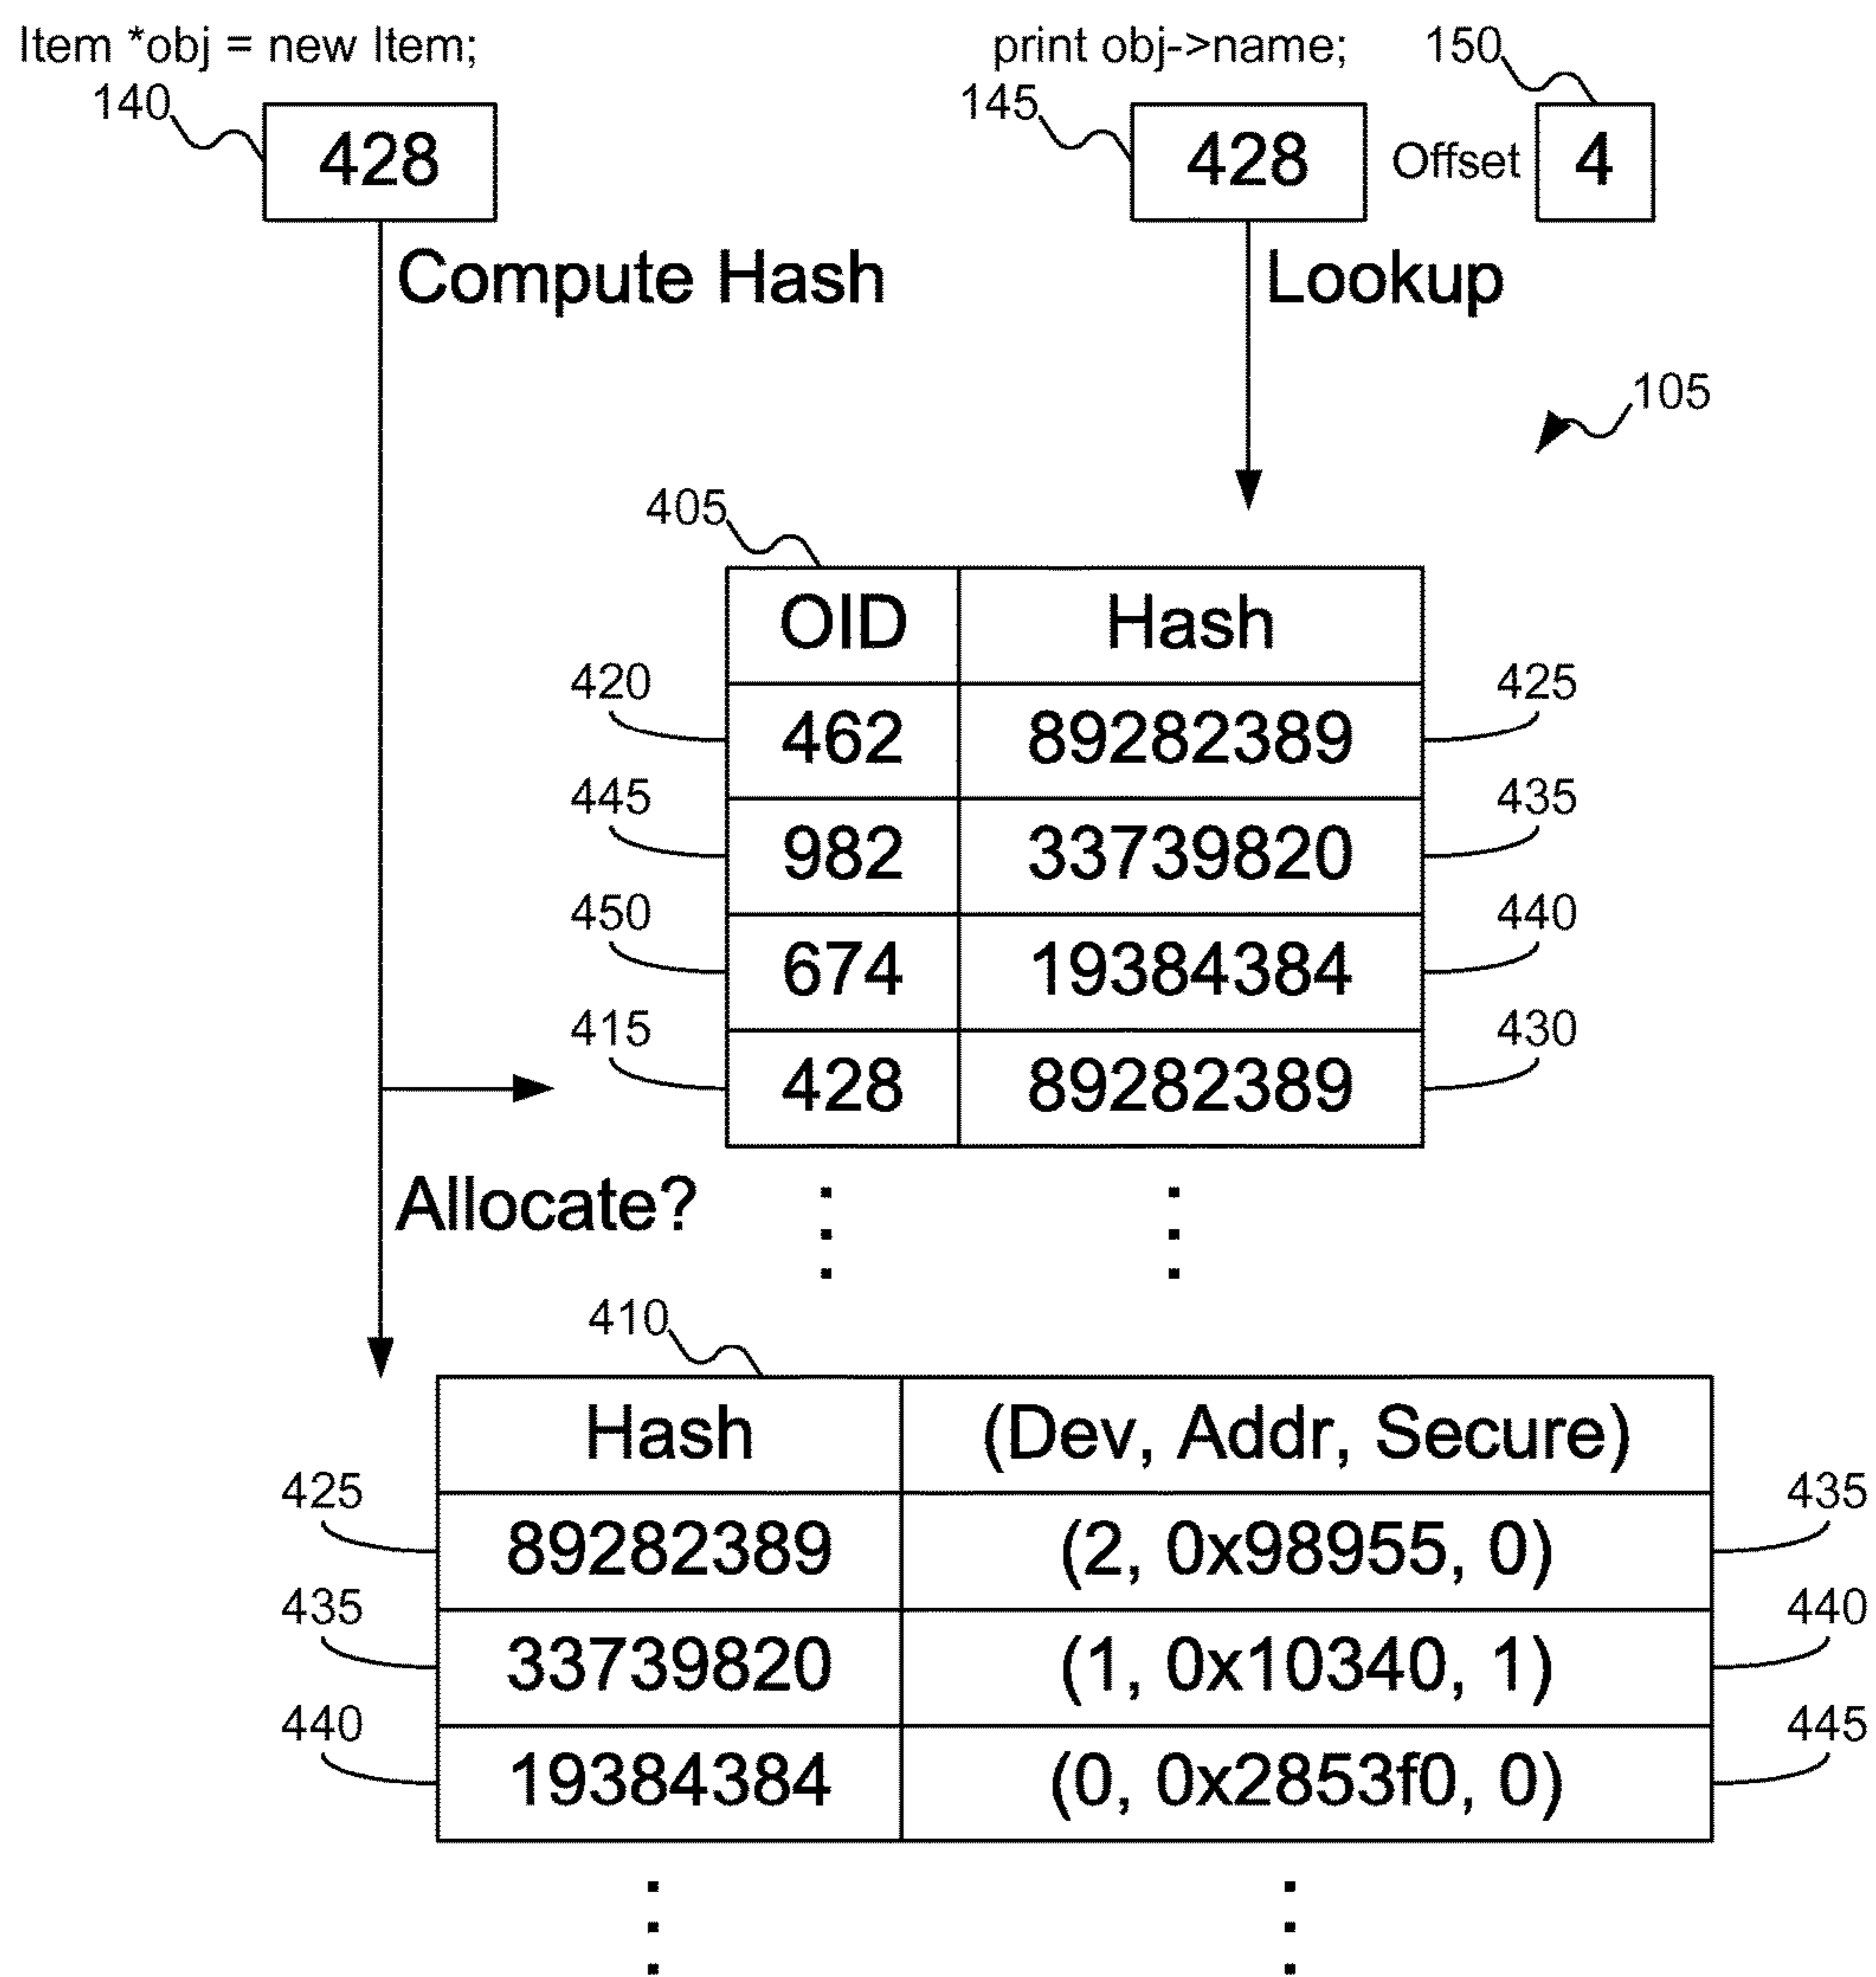 Item *obj = new Item;
print obj->name;
150
140
145
428
428
Offset
4
Compute Hash
Lookup
105
405
OID Hash
420
425
462 89282389
445
435
982 33739820
450
440
674 19384384
415
430
428 89282389
Allocate?
410
Hash (Dev, Addr, Secure)
425
435
89282389 (2, 0x98955, 0)
435
440
33739820 (1, 0x10340, 1)
440
445
19384384 (0, 0x2853f0, 0)